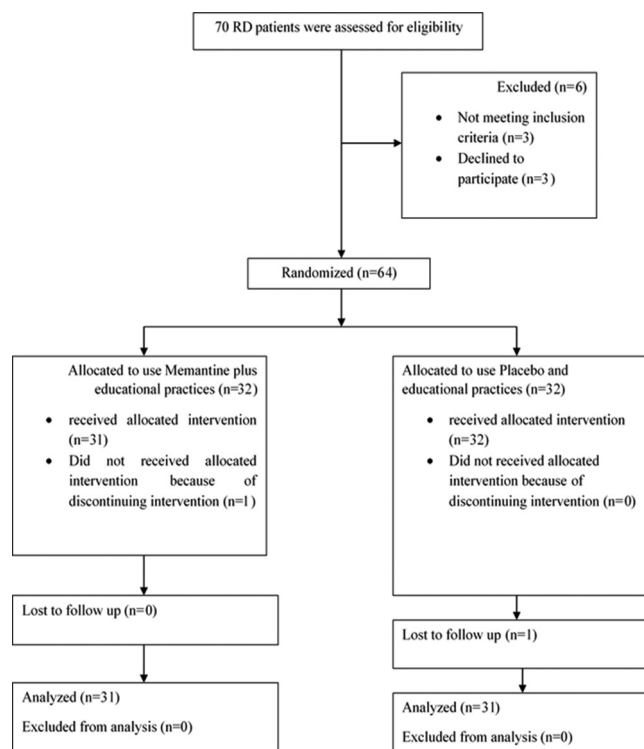 70 RD patients were assessed for eligibility
Excluded (n=6)
• Not meeting inclusion
criteria (n=3)
• Declined to
participate (n=3)
Randomized (n=64)
Allocated to use Memantine plus
educational practices (n=32)
• received allocated intervention
(n=31)
• Did not received allocated
intervention because of
discontinuing intervention (n=1)
Allocated to use Placebo and
educational practices (n=32)
• received allocated intervention
(n=32)
• Did not received allocated
intervention because of
discontinuing intervention (n=0)
Lost to follow up (n=0)
Lost to follow up (n=1)
Analyzed (n=31)
Excluded from analysis (n=0)
Analyzed (n=31)
Excluded from analysis (n=0)